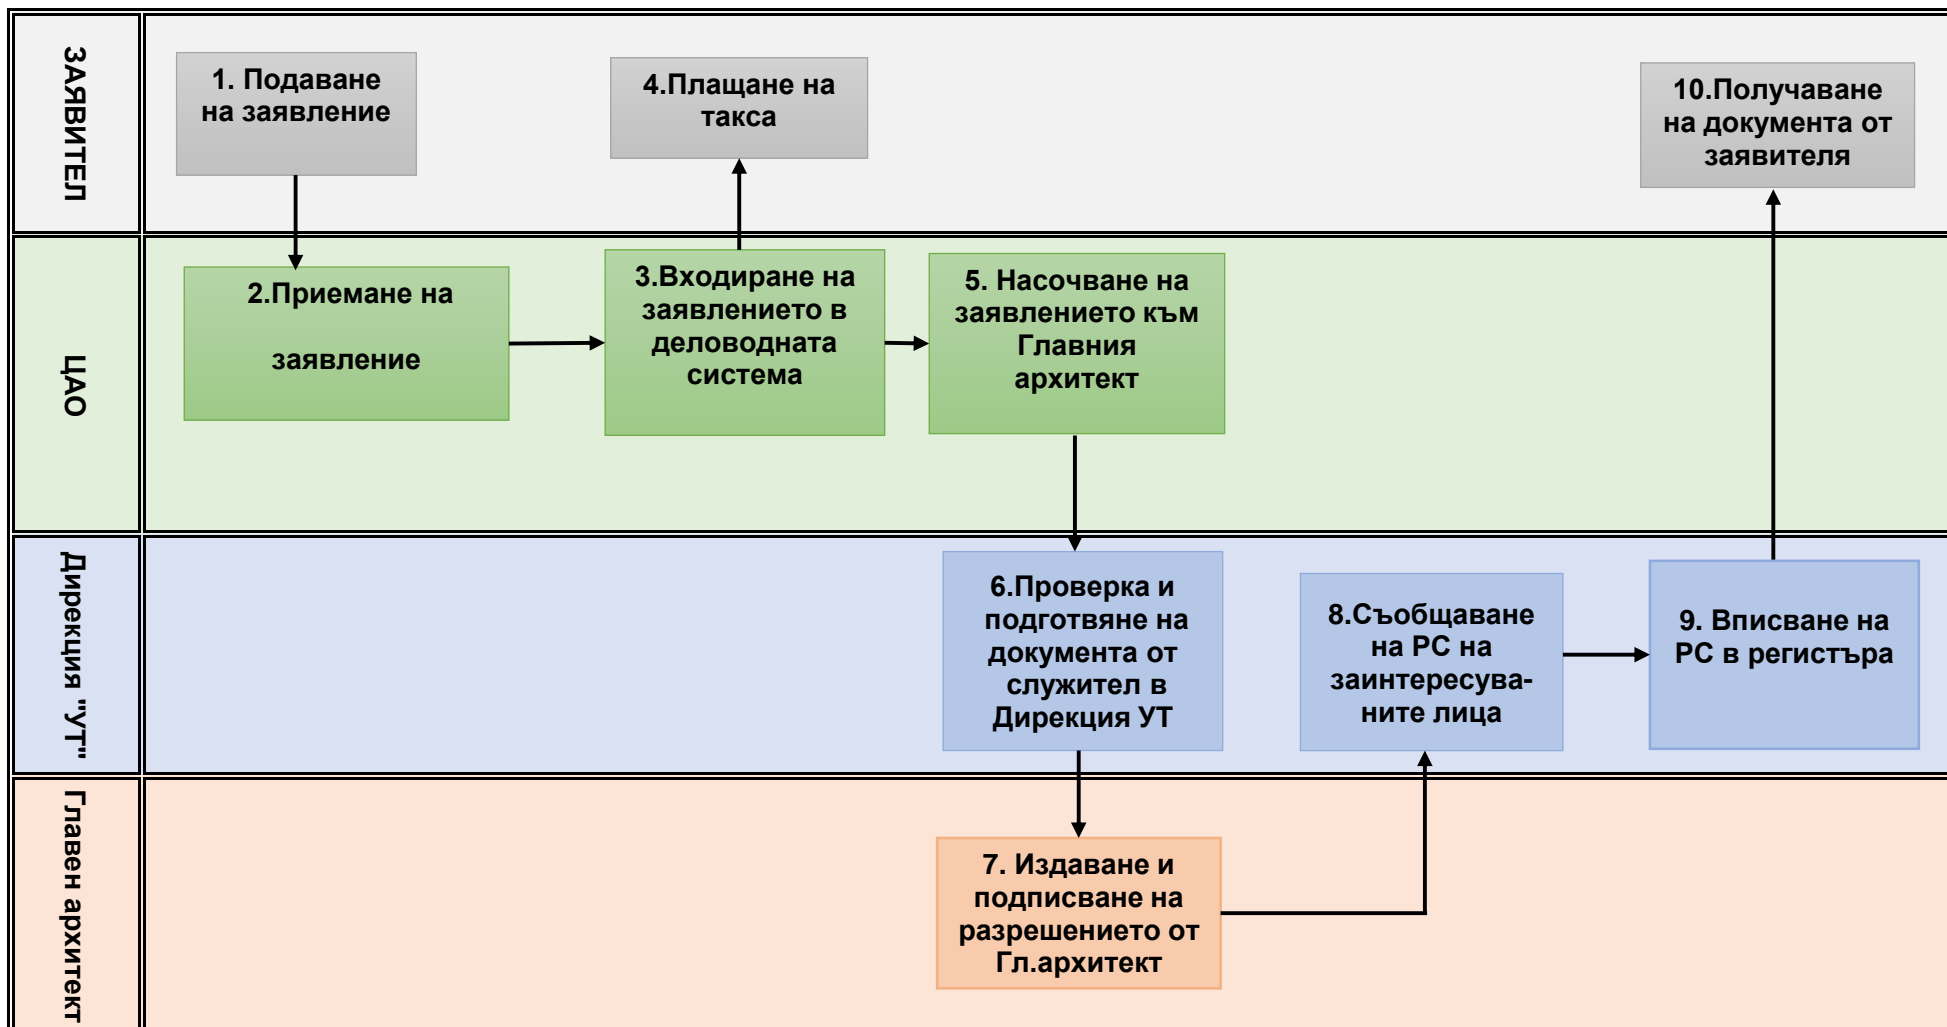 ЗАЯВИТЕЛ
1. Подаване
на заявление
4.Плащане на
такса
10.Получаване
на документа от
заявителя
ЦАО
2.Приемане на
заявление
3.Входиране на
заявлението в
деловодната
система
5. Насочване на
заявлението към
Главния
архитект
Дирекция "УТ"
6.Проверка и
подготвяне на
документа от
служител в
Дирекция УТ
8.Съобщаване
на РС на
заинтересува-
ните лица
9. Вписване на
РС в регистъра
Главен архитект
7. Издаване и
подписване на
разрешението от
Гл.архитект